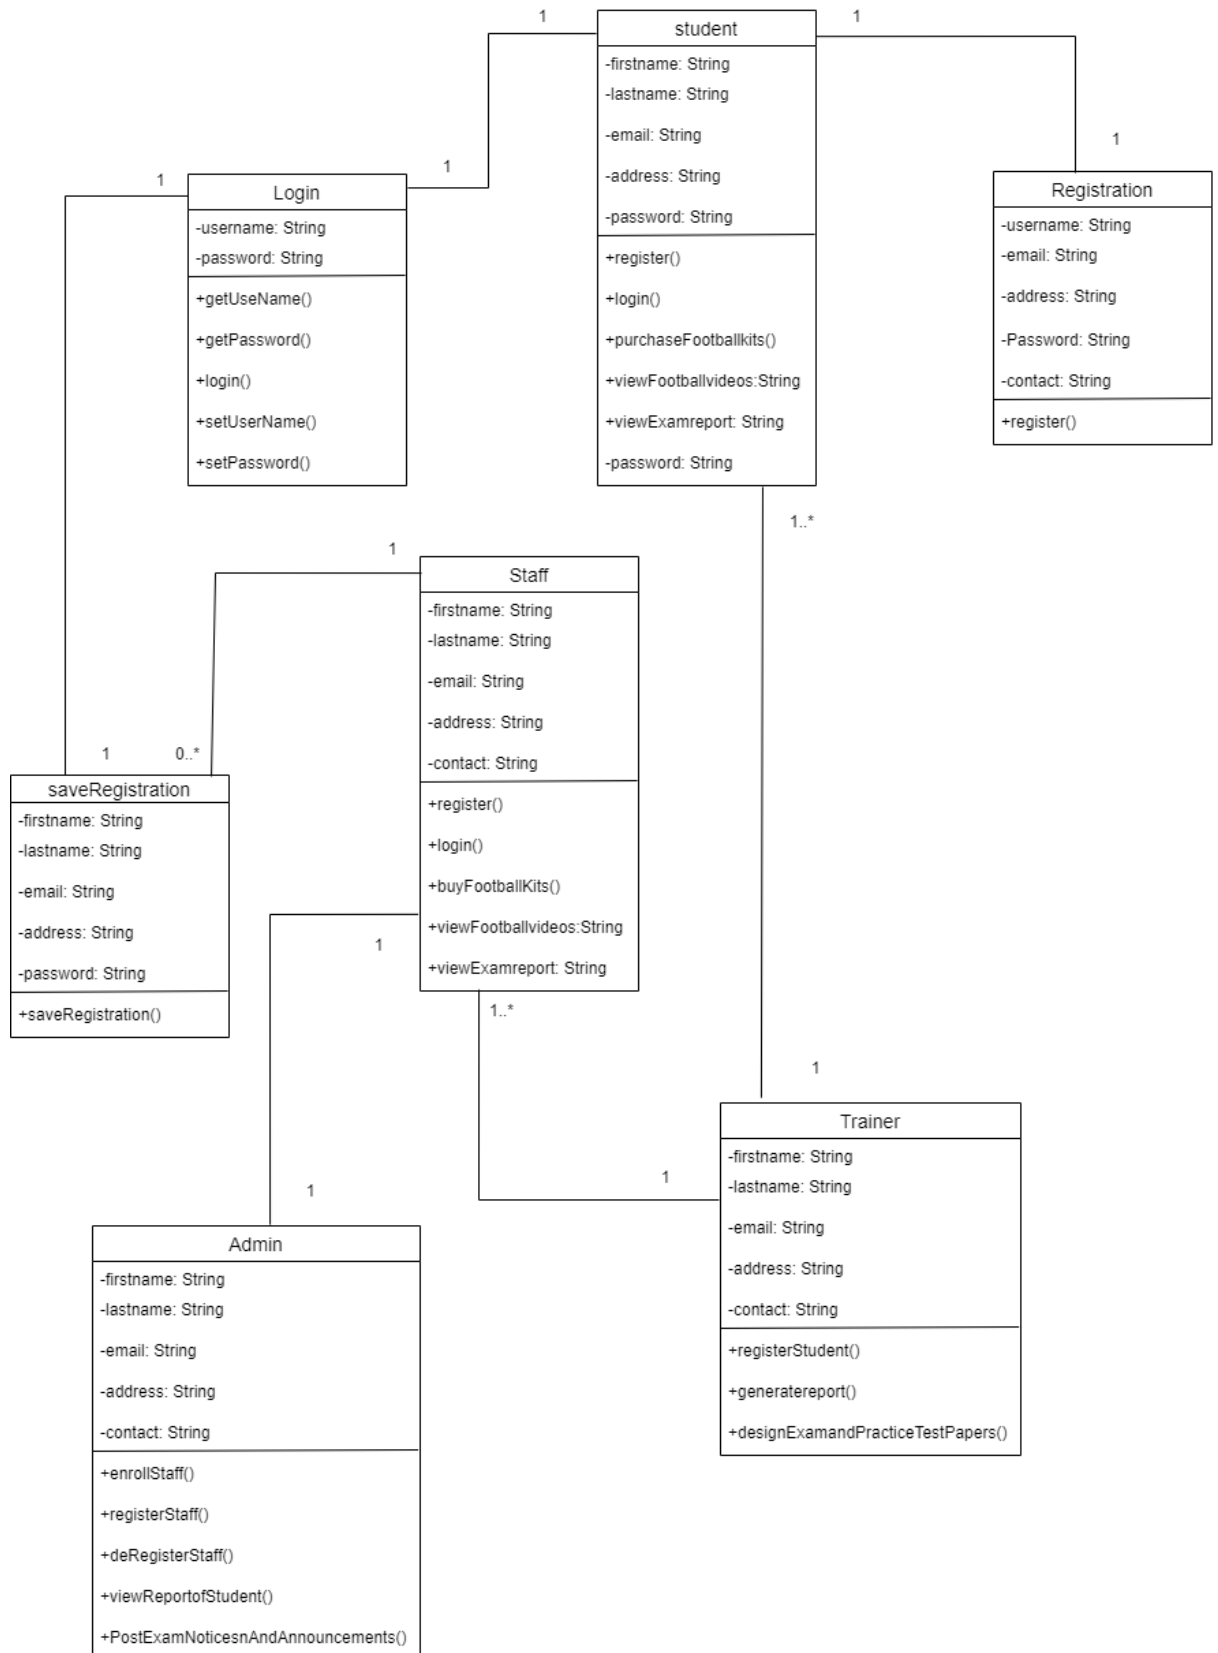 1
1
student
-firstname: String
-lastname: String
-email: String
-address: String
-password: String
+register()
+login()
+purchaseFootballkits()
+viewFootballvideos:String
+viewExamreport: String
-password: String
1..*
1
1
Login
-username: String
-password: String
+getUseName()
+getPassword()
+login()
+setUserName()
+setPassword()
1
Registration
-username: String
-email: String
-address: String
-Password: String
-contact: String
+register()
1
Staff
-firstname: String
-lastname: String
-email: String
-address: String
-contact: String
+register()
+login()
+buyFootballKits()
+viewFootballvideos:String
+viewExamreport: String
1
1..*
1
0..*
saveRegistration
-firstname: String
-lastname: String
-email: String
-address: String
-password: String
+saveRegistration()
1
1
Trainer
-firstname: String
-lastname: String
-email: String
-address: String
-contact: String
+registerStudent()
+generatereport()
+designExamandPracticeTestPapers()
1
Admin
-firstname: String
-lastname: String
-email: String
-address: String
-contact: String
+enrollStaff()
+registerStaff()
+deRegisterStaff()
+viewReportofStudent()
+PostExamNoticesnAndAnnouncements()